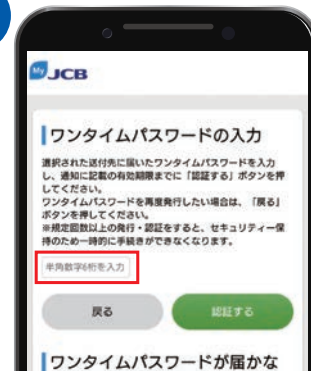 My JCB
ワンタイムパスワードの入力
選択された送付先に届いたワンタイムパスワードを入力
し、通知に記載の有効期限までに「認証する」ボタンを押
してください。
ワンタイムパスワードを再度発行したい場合は、「戻る」
ボタンを押してください。
※規定回数以上の発行・認証をすると、セキュリティー保
持のため一時的に手続きができなくなります。
半角数字6桁を入力
戻る 認証する
ワンタイムパスワードが届かな